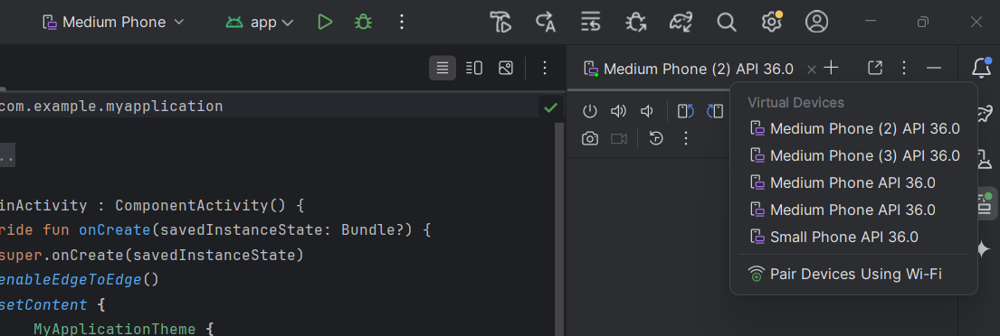 Medium Phone
app
Medium Phone (2) API 36.0
com.example.myapplication
..
inActivity : ComponentActivity() {
ride fun onCreate(savedInstanceState: Bundle?) {
super.onCreate(savedInstanceState)
enableEdgeToEdge()
setContent {
MyApplicationTheme {
Virtual Devices
Medium Phone (2) API 36.0
Medium Phone (3) API 36.0
Medium Phone API 36.0
Medium Phone API 36.0
Small Phone API 36.0
Pair Devices Using Wi-Fi